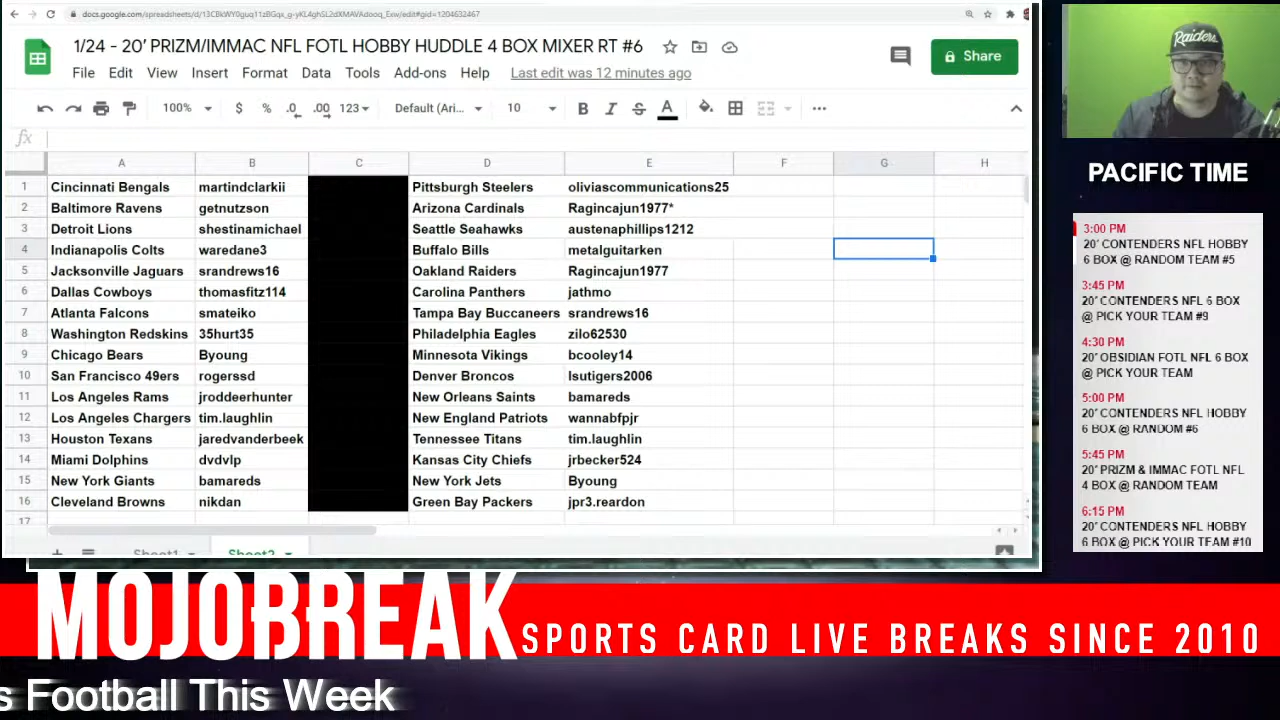 docs.google.com/spreadsheets/d/13CBkWY0guq11zBGqx_g-yKL4ghSL2dXMAVAdooq_Exw/edit#gid=1204632467
1/24 - 20' PRIZM/IMMAC NFL FOTL HOBBY HUDDLE 4 BOX MIXER RT #6
Share
File Edit View Insert Format Data Tools Add-ons Help Last edit was 12 minutes ago
100% $ % .0 .00 123 Default (Ari... 10 B I S A
fx
A B C D E F G H
1 Cincinnati Bengals martindclarkii Pittsburgh Steelers oliviascommunications25
2 Baltimore Ravens getnutzson Arizona Cardinals Ragincajun1977*
3 Detroit Lions shestinamichael Seattle Seahawks austenaphillips1212
4 Indianapolis Colts waredane3 Buffalo Bills metalguitarken
5 Jacksonville Jaguars srandrews16 Oakland Raiders Ragincajun1977
6 Dallas Cowboys thomasfitz114 Carolina Panthers jathmo
7 Atlanta Falcons smateiko Tampa Bay Buccaneers srandrews16
8 Washington Redskins 35hurt35 Philadelphia Eagles zilo62530
9 Chicago Bears Byoung Minnesota Vikings bcooley14
10 San Francisco 49ers rogerssd Denver Broncos lsutigers2006
11 Los Angeles Rams jroddeerhunter New Orleans Saints bamareds
12 Los Angeles Chargers tim.laughlin New England Patriots wannabfpjr
13 Houston Texans jaredvanderbeek Tennessee Titans tim.laughlin
14 Miami Dolphins dvdvlp Kansas City Chiefs jrbecker524
15 New York Giants bamareds New York Jets Byoung
16 Cleveland Browns nikdan Green Bay Packers jpr3.reardon
17
Sheet1 Sheet2
Raiders
PACIFIC TIME
3:00 PM
20' CONTENDERS NFL HOBBY
6 BOX @ RANDOM TEAM #5
3:45 PM
20' CONTENDERS NFL 6 BOX
@ PICK YOUR TEAM #9
4:30 PM
20' OBSIDIAN FOTL NFL 6 BOX
@ PICK YOUR TEAM
5:00 PM
20' CONTENDERS NFL HOBBY
6 BOX @ RANDOM #6
5:45 PM
20' PRIZM & IMMAC FOTL NFL
4 BOX @ RANDOM TEAM
6:15 PM
20' CONTENDERS NFL HOBBY
6 BOX @ PICK YOUR TEAM #10
MOJOBREAK
SPORTS CARD LIVE BREAKS SINCE 2010
s Football This Week